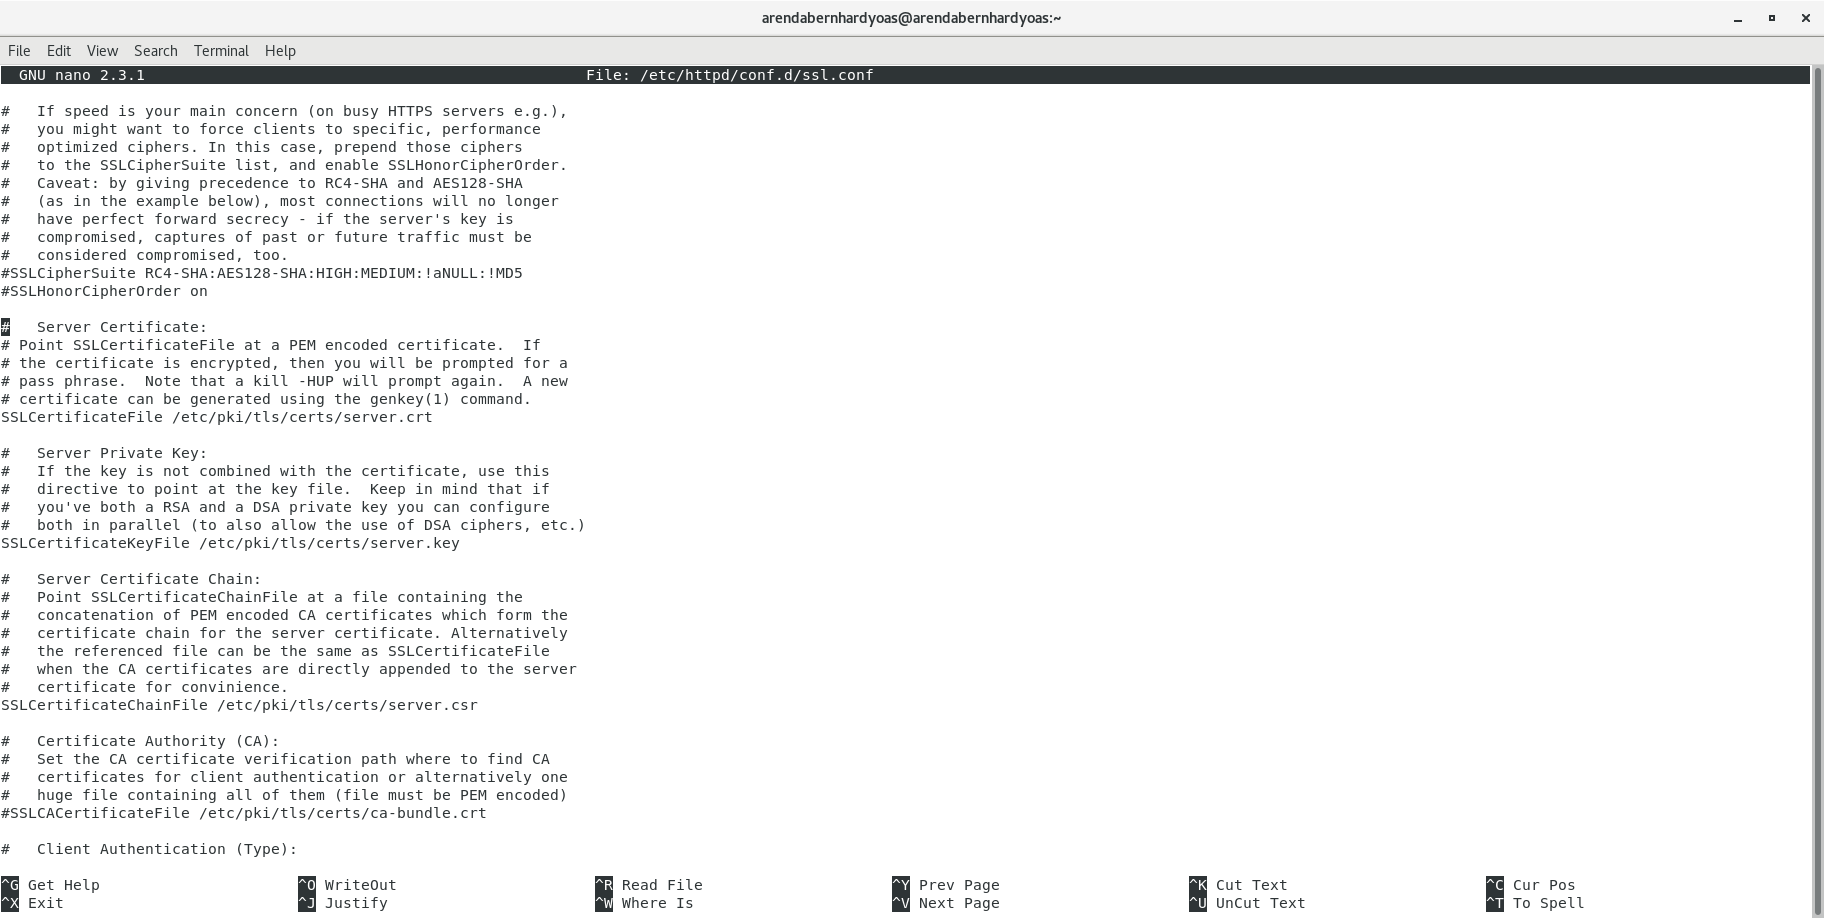 arendabernhardyoas@arendabernhardyoas:~
File Edit View Search Terminal Help
GNU nano 2.3.1 File: /etc/httpd/conf.d/ssl.conf
#   If speed is your main concern (on busy HTTPS servers e.g.),
#   you might want to force clients to specific, performance
#   optimized ciphers. In this case, prepend those ciphers
#   to the SSLCipherSuite list, and enable SSLHonorCipherOrder.
#   Caveat: by giving precedence to RC4-SHA and AES128-SHA
#   (as in the example below), most connections will no longer
#   have perfect forward secrecy - if the server's key is
#   compromised, captures of past or future traffic must be
#   considered compromised, too.
#SSLCipherSuite RC4-SHA:AES128-SHA:HIGH:MEDIUM:!aNULL:!MD5
#SSLHonorCipherOrder on
#   Server Certificate:
# Point SSLCertificateFile at a PEM encoded certificate.  If
# the certificate is encrypted, then you will be prompted for a
# pass phrase.  Note that a kill -HUP will prompt again.  A new
# certificate can be generated using the genkey(1) command.
SSLCertificateFile /etc/pki/tls/certs/server.crt
#   Server Private Key:
#   If the key is not combined with the certificate, use this
#   directive to point at the key file.  Keep in mind that if
#   you've both a RSA and a DSA private key you can configure
#   both in parallel (to also allow the use of DSA ciphers, etc.)
SSLCertificateKeyFile /etc/pki/tls/certs/server.key
#   Server Certificate Chain:
#   Point SSLCertificateChainFile at a file containing the
#   concatenation of PEM encoded CA certificates which form the
#   certificate chain for the server certificate. Alternatively
#   the referenced file can be the same as SSLCertificateFile
#   when the CA certificates are directly appended to the server
#   certificate for convinience.
SSLCertificateChainFile /etc/pki/tls/certs/server.csr
#   Certificate Authority (CA):
#   Set the CA certificate verification path where to find CA
#   certificates for client authentication or alternatively one
#   huge file containing all of them (file must be PEM encoded)
#SSLCACertificateFile /etc/pki/tls/certs/ca-bundle.crt
#   Client Authentication (Type):
^G Get Help ^O WriteOut ^R Read File ^Y Prev Page ^K Cut Text ^C Cur Pos
^X Exit ^J Justify ^W Where Is ^V Next Page ^U UnCut Text ^T To Spell